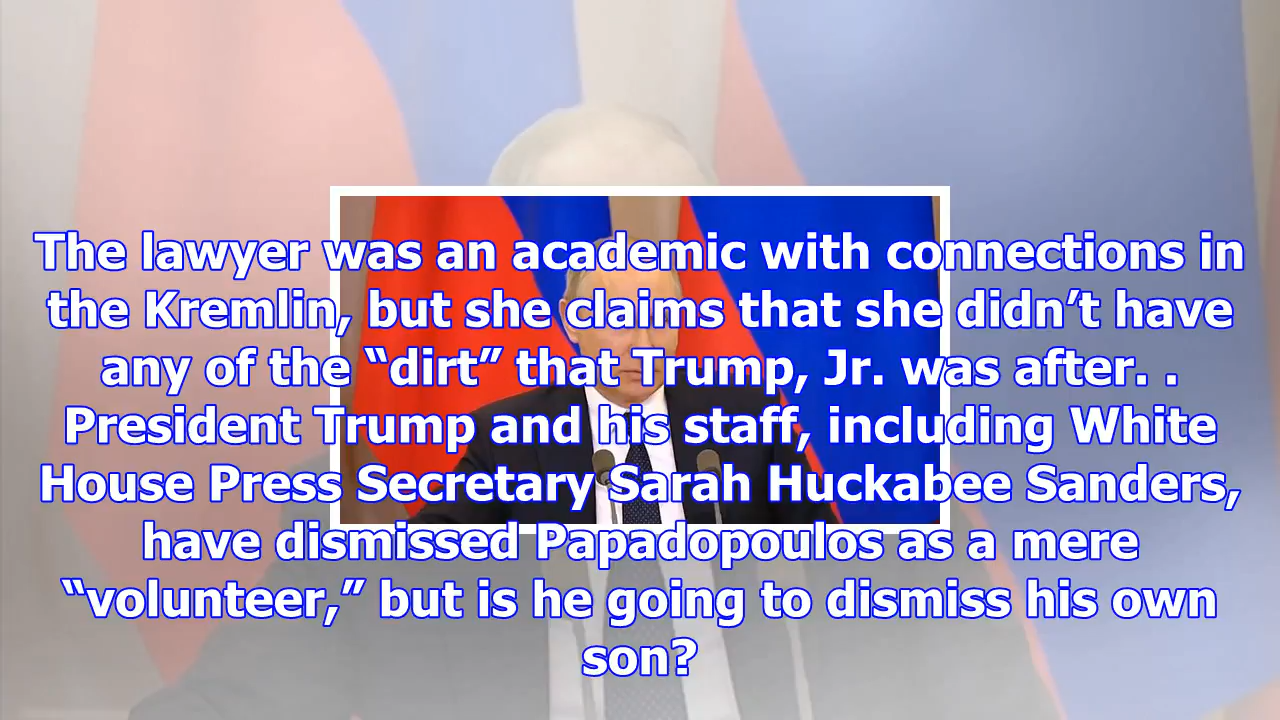 The lawyer was an academic with connections in
the Kremlin, but she claims that she didn’t have
any of the “dirt” that Trump, Jr. was after. .
President Trump and his staff, including White
House Press Secretary Sarah Huckabee Sanders,
have dismissed Papadopoulos as a mere
“volunteer,” but is he going to dismiss his own
son?